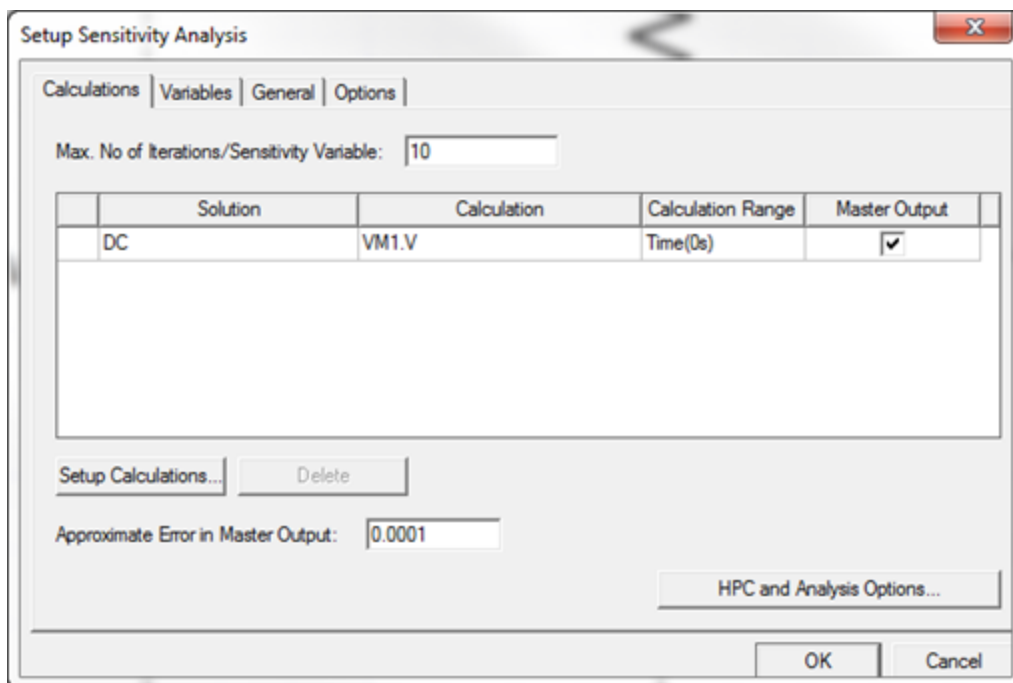 Setup Sensitivity Analysis
Calculations Variables General Options
Max. No of Iterations/Sensitivity Variable: 10
Solution Calculation Calculation Range Master Output
DC VM1.V Time(0s)
Setup Calculations... Delete
Approximate Error in Master Output: 0.0001
HPC and Analysis Options...
OK Cancel